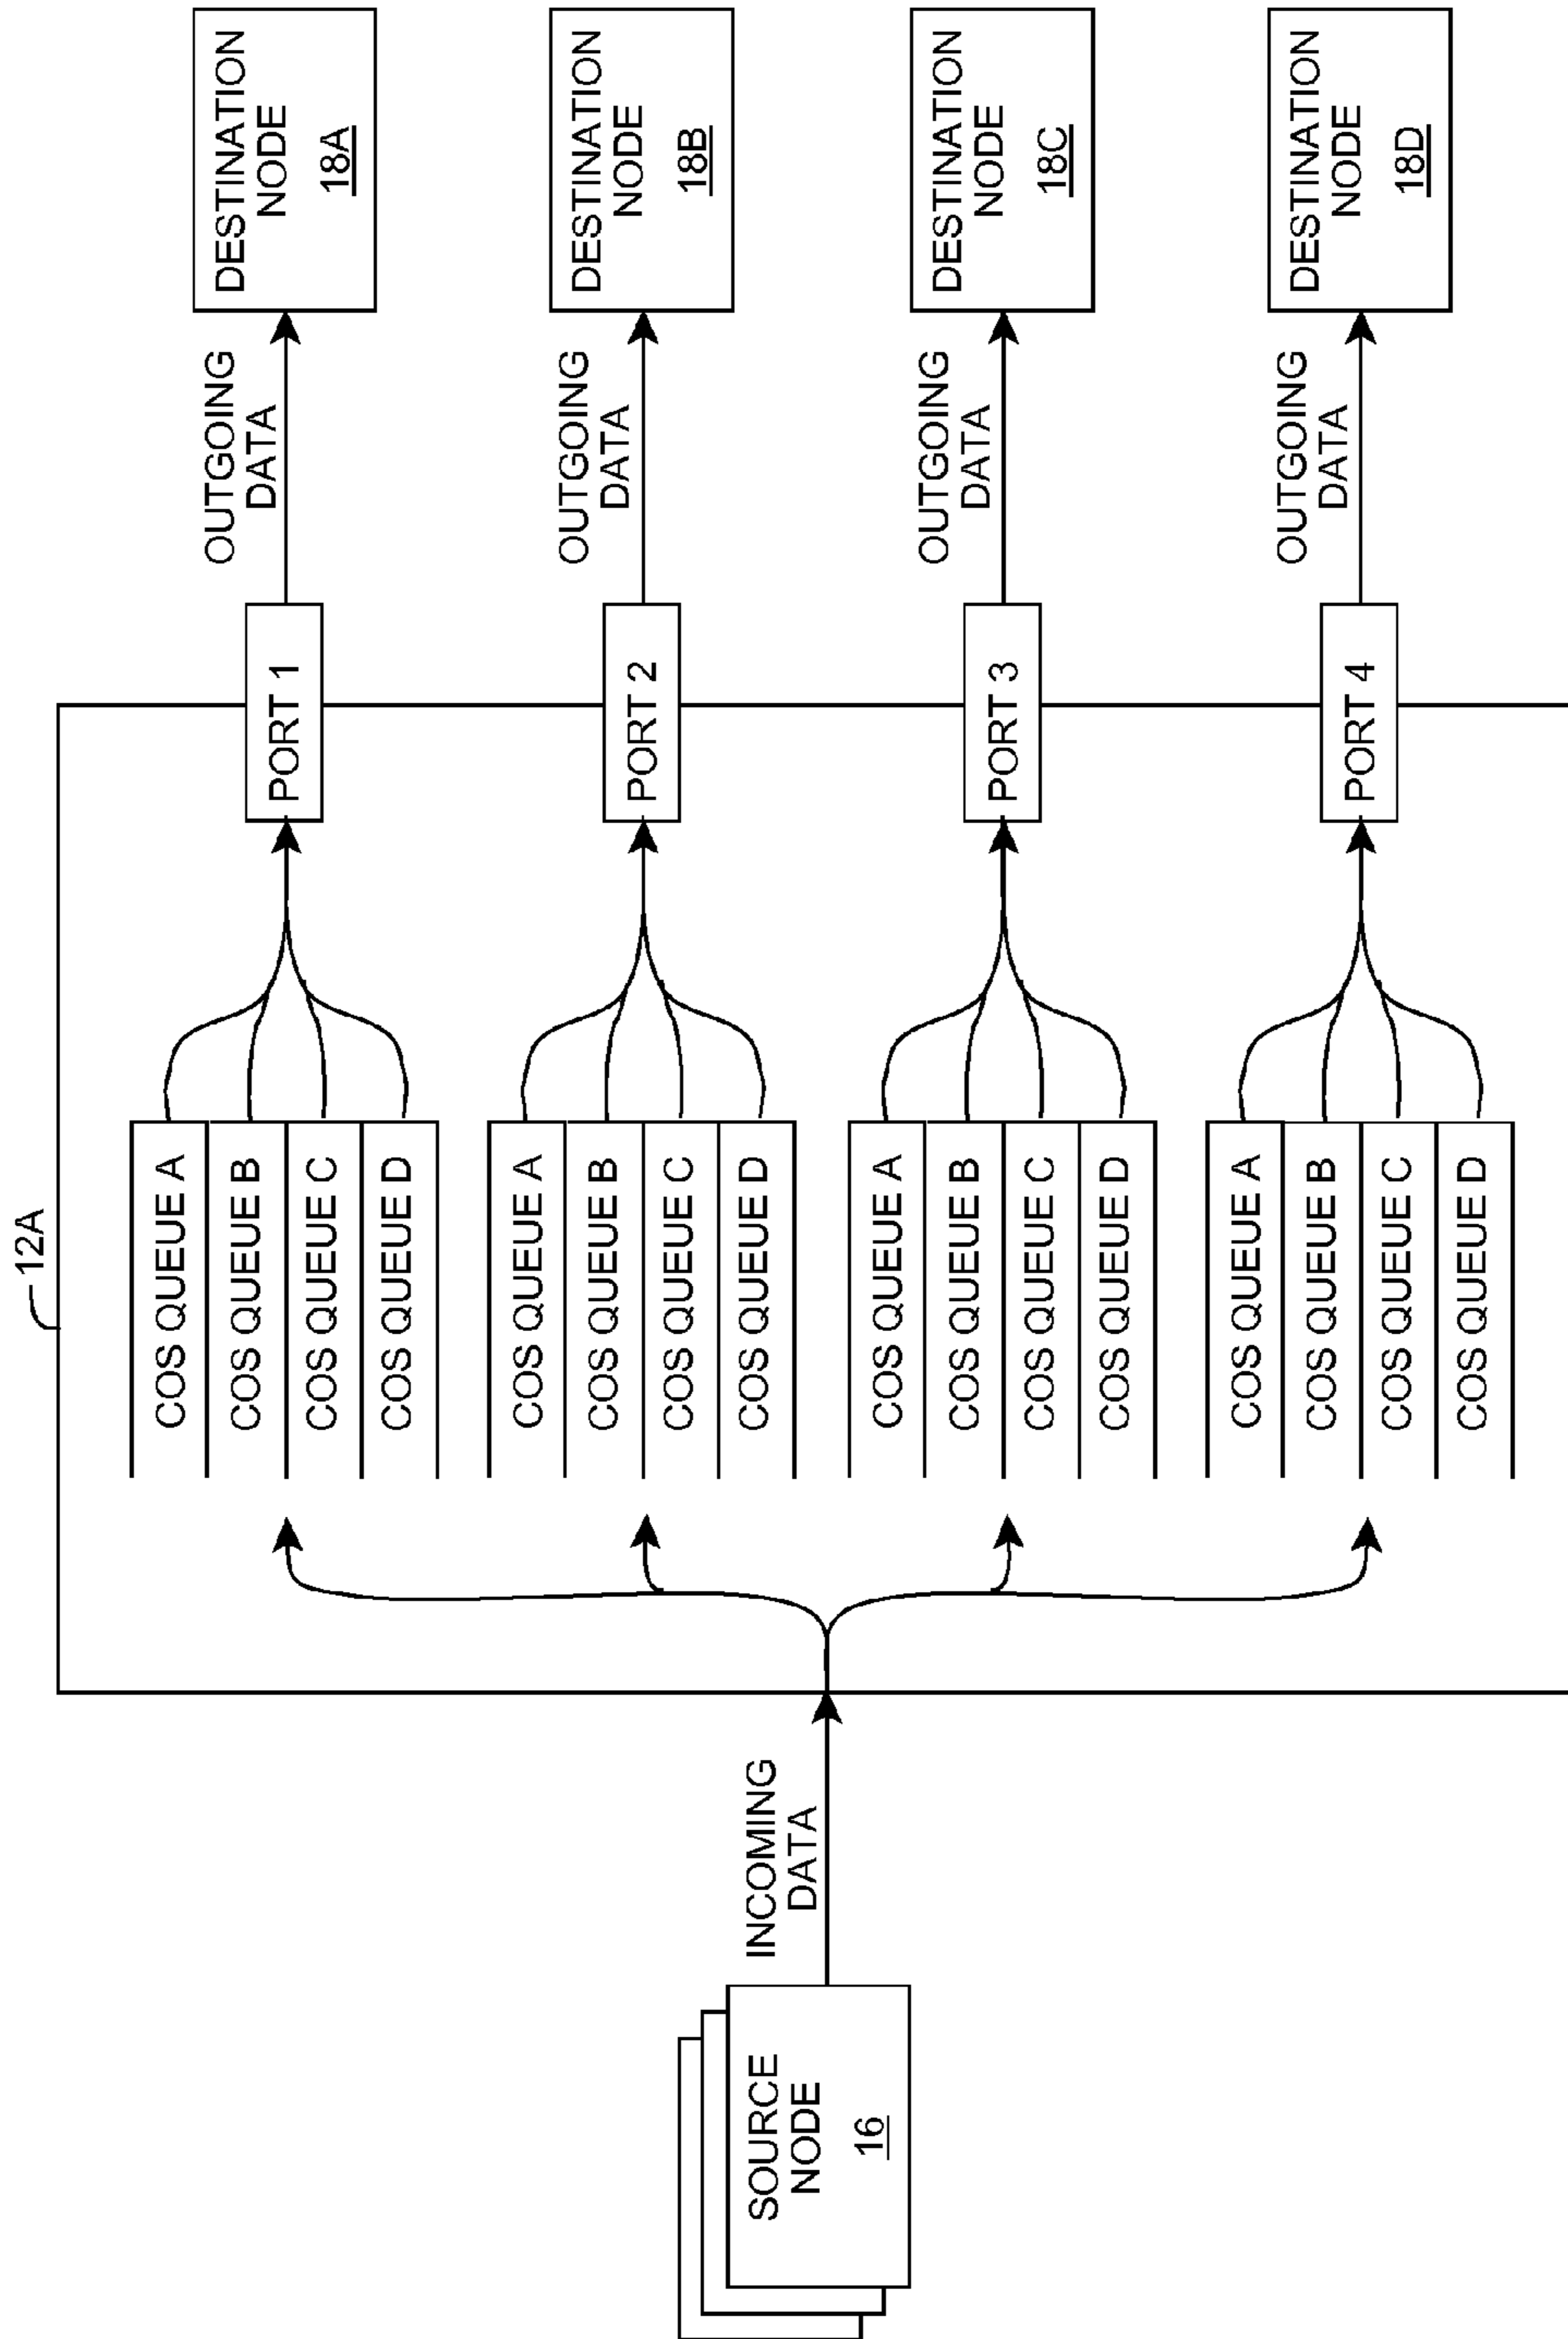 12A
SOURCE
NODE
16
INCOMING
DATA
COS QUEUE A
COS QUEUE B
COS QUEUE C
COS QUEUE D
PORT 1
OUTGOING
DATA
DESTINATION
NODE
18A
COS QUEUE A
COS QUEUE B
COS QUEUE C
COS QUEUE D
PORT 2
OUTGOING
DATA
DESTINATION
NODE
18B
COS QUEUE A
COS QUEUE B
COS QUEUE C
COS QUEUE D
PORT 3
OUTGOING
DATA
DESTINATION
NODE
18C
COS QUEUE A
COS QUEUE B
COS QUEUE C
COS QUEUE D
PORT 4
OUTGOING
DATA
DESTINATION
NODE
18D